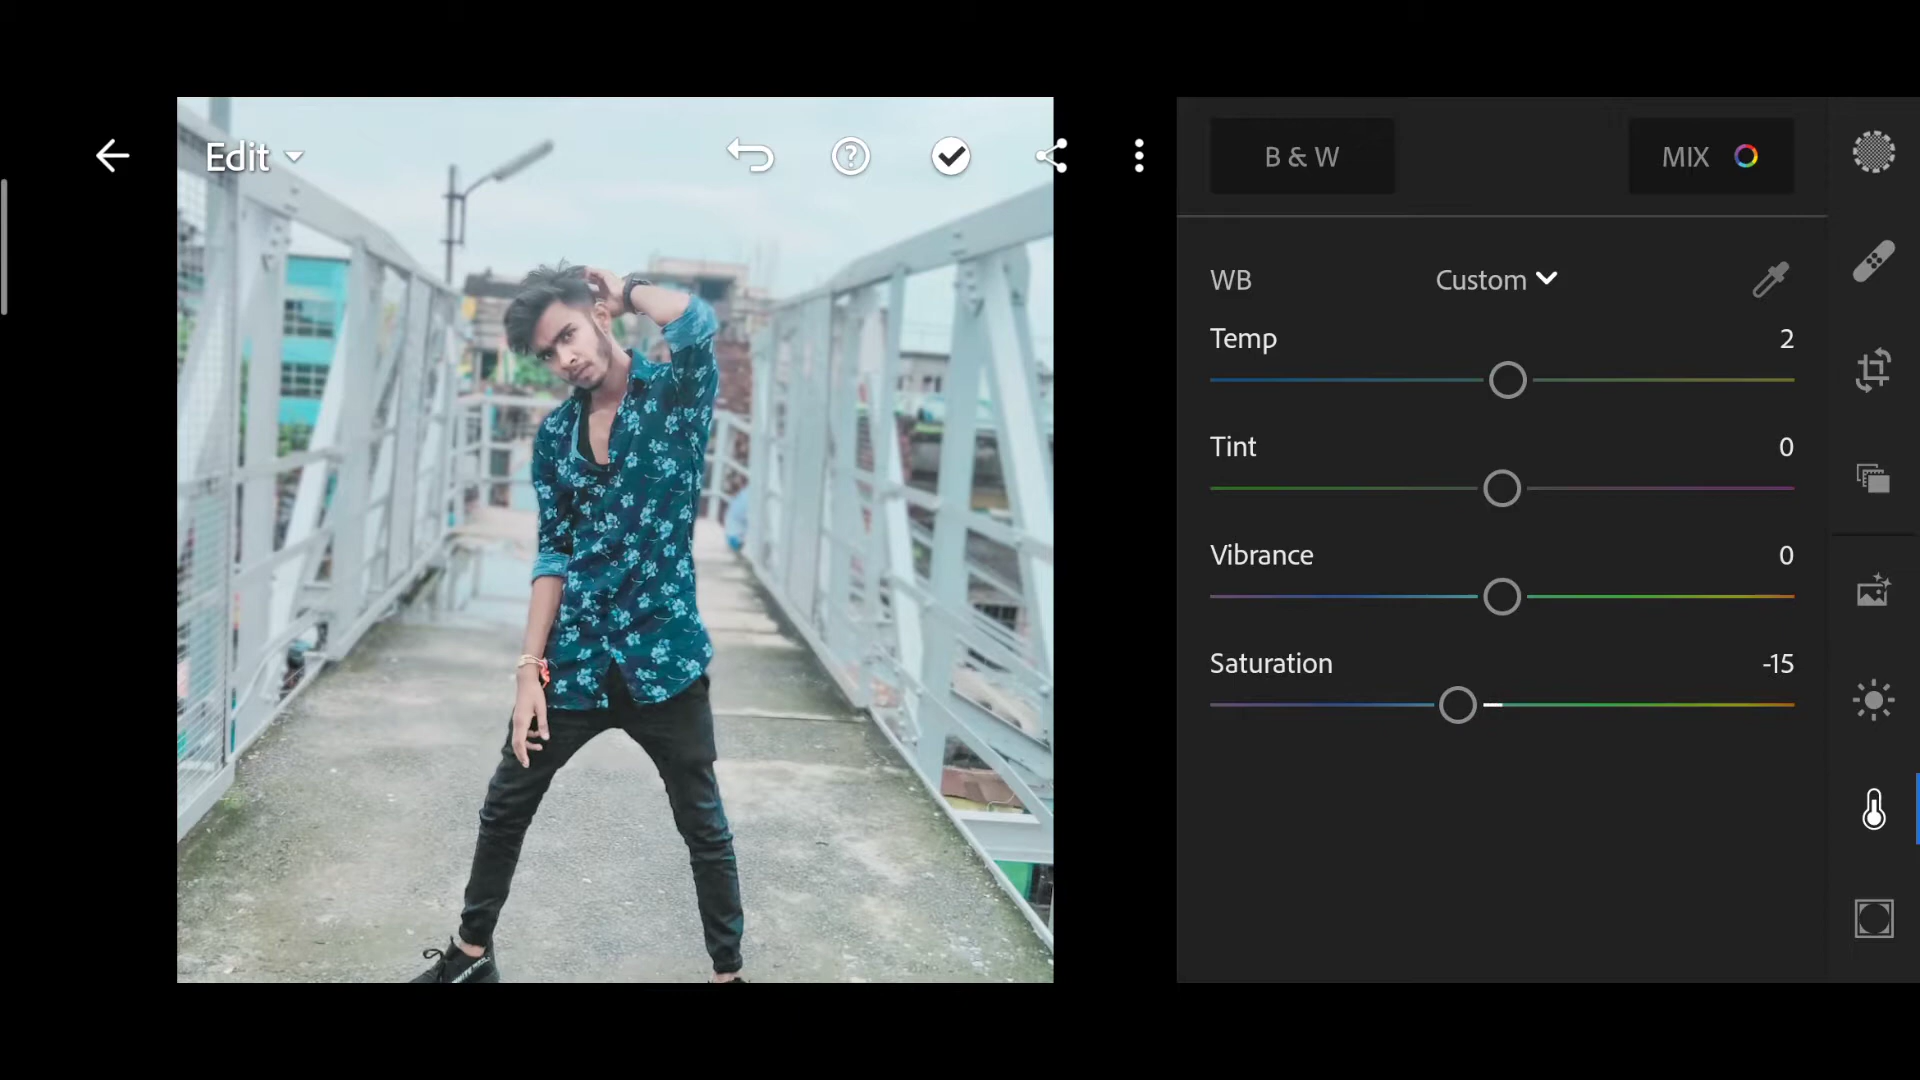 Edit
B & W
MIX
WB
Custom
Temp
2
Tint
0
Vibrance
0
Saturation
-15